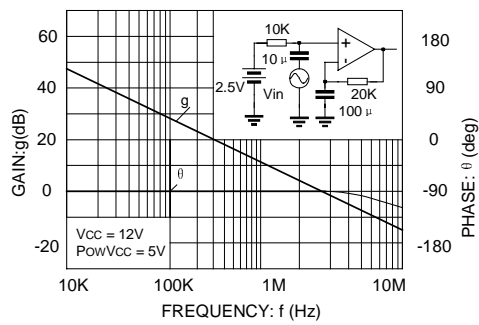 60
40
20
0
-20
GAIN:g(dB)
180
90
0
-90
-180
PHASE: θ (deg)
10K
100K
1M
10M
FREQUENCY: f (Hz)
g
θ
VCC = 12V
POWVCC = 5V
10K
10 μ
2.5V
Vin
+
-
20K
100 μ